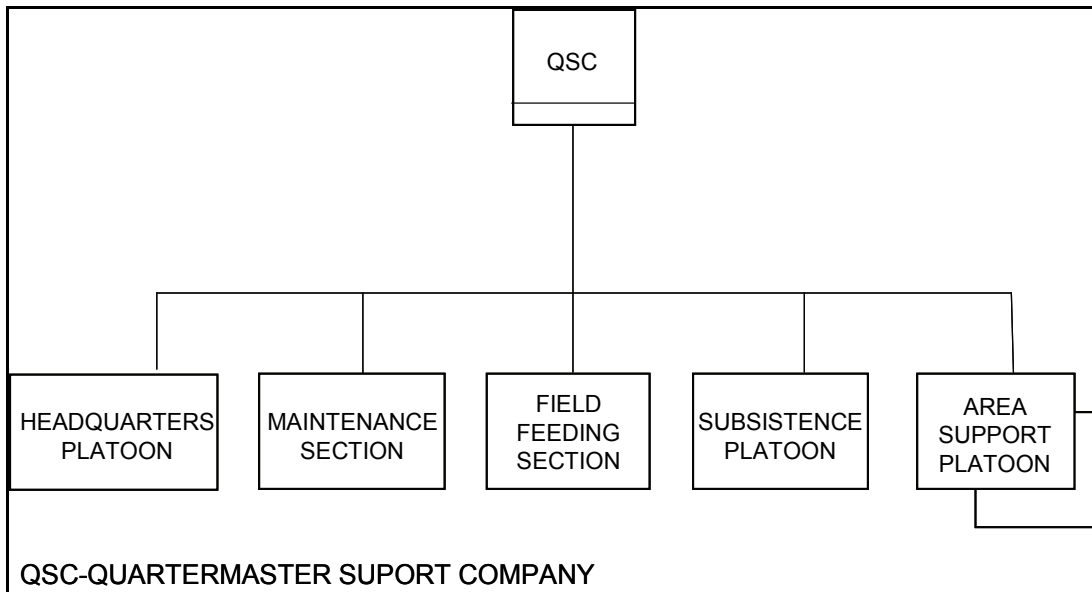 QSC
HEADQUARTERS
PLATOON
MAINTENANCE
SECTION
FIELD
FEEDING
SECTION
SUBSISTENCE
PLATOON
AREA
SUPPORT
PLATOON
QSC-QUARTERMASTER SUPORT COMPANY